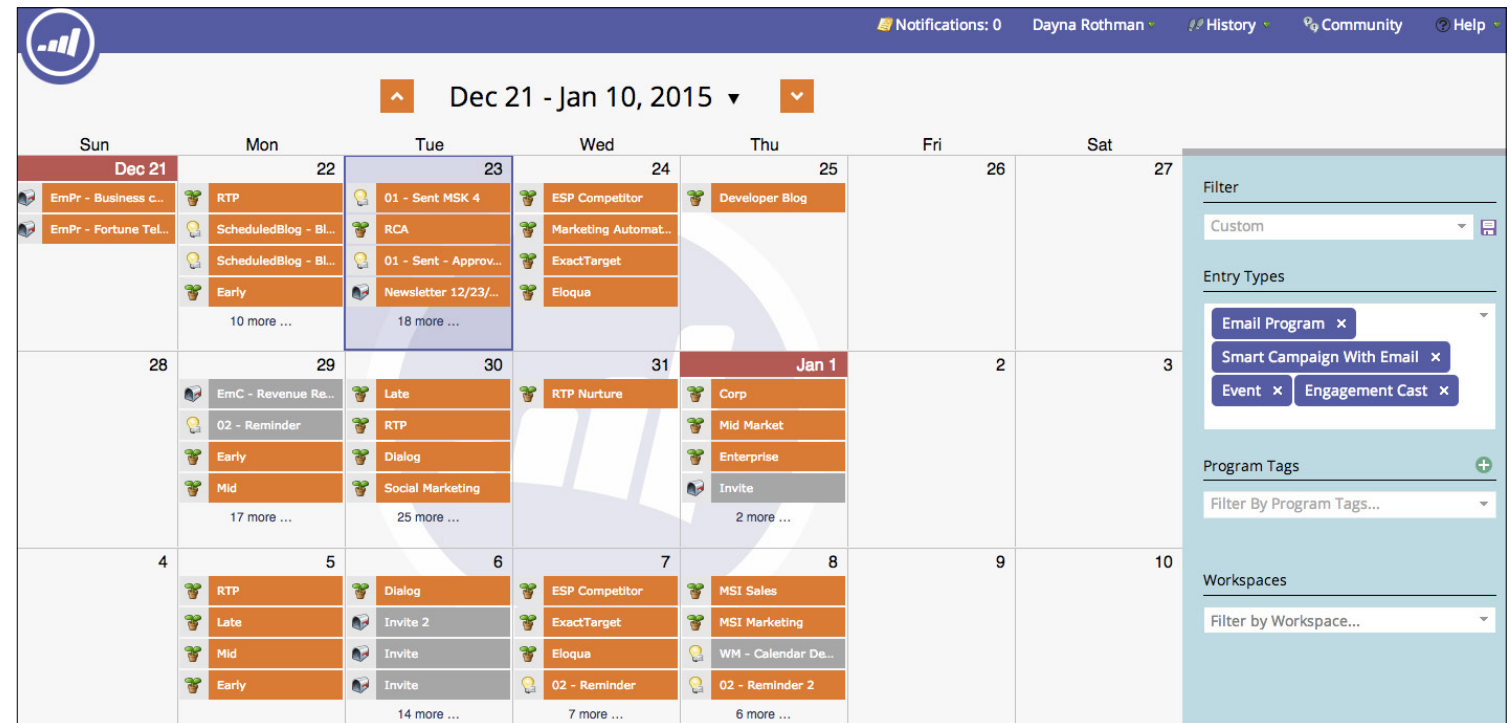 Notifications: 0 Dayna Rothman History Community Help
Dec 21 - Jan 10, 2015
Sun Mon Tue Wed Thu Fri Sat
Dec 21 22 23 24 25 26 27
EmPr - Business c... RTP 01 - Sent MSK 4 ESP Competitor Developer Blog
EmPr - Fortune Tel... ScheduledBlog - Bl... RCA Marketing Automat...
ScheduledBlog - Bl... 01 - Sent - Approv... ExactTarget
Early Newsletter 12/23/... Eloqua
10 more ... 18 more ...
28 29 30 31 Jan 1 2 3
EmC - Revenue Re... Late RTP Nurture Corp
02 - Reminder RTP Mid Market
Early Dialog Enterprise
Mid Social Marketing Invite
17 more ... 25 more ... 2 more ...
4 5 6 7 8 9 10
RTP Dialog ESP Competitor MSI Sales
Late Invite 2 ExactTarget MSI Marketing
Mid Invite Eloqua WM - Calendar De...
Early Invite 02 - Reminder 02 - Reminder 2
14 more ... 7 more ... 6 more ...
Filter
Custom
Entry Types
Email Program ×
Smart Campaign With Email ×
Event × Engagement Cast ×
Program Tags
Filter By Program Tags...
Workspaces
Filter by Workspace...